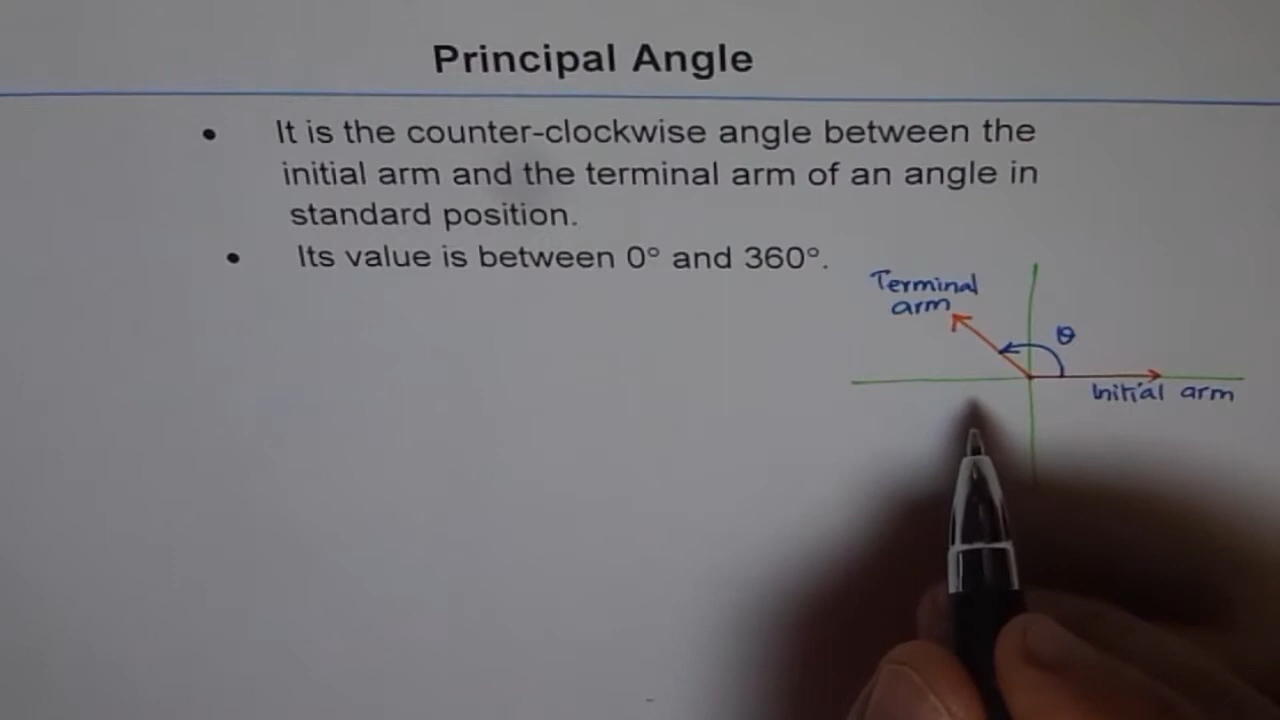 Principal Angle
• It is the counter-clockwise angle between the
initial arm and the terminal arm of an angle in
standard position.
• Its value is between 0° and 360°.
Terminal
arm
θ
Initial arm